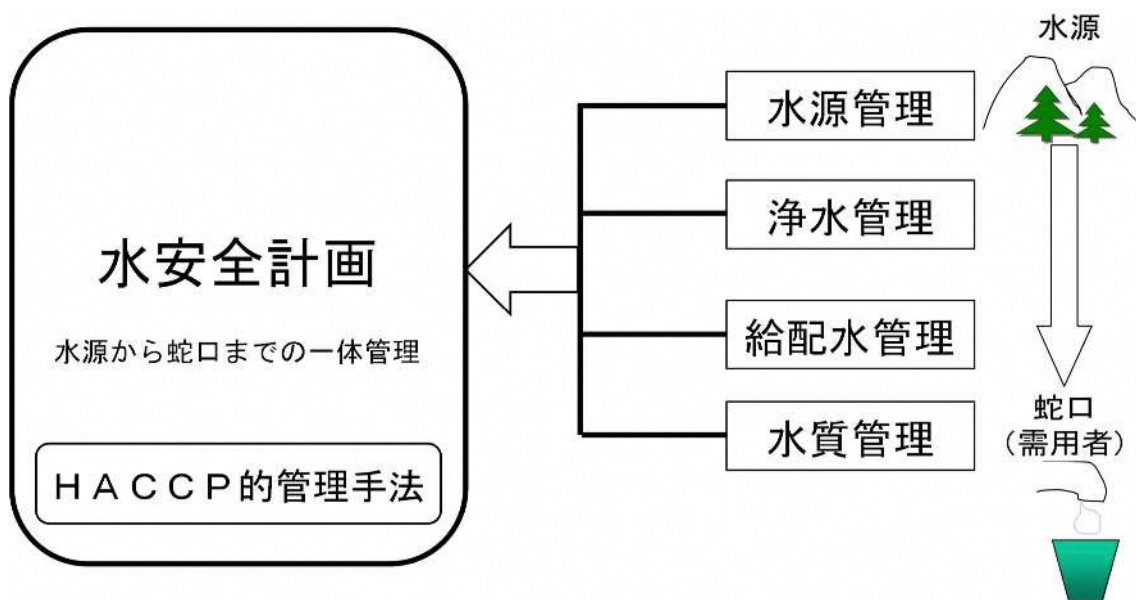 水安全計画
水源から蛇口までの一体管理
ＨＡＣＣＰ的管理手法
水源管理
浄水管理
給配水管理
水質管理
水源
蛇口
（需用者）